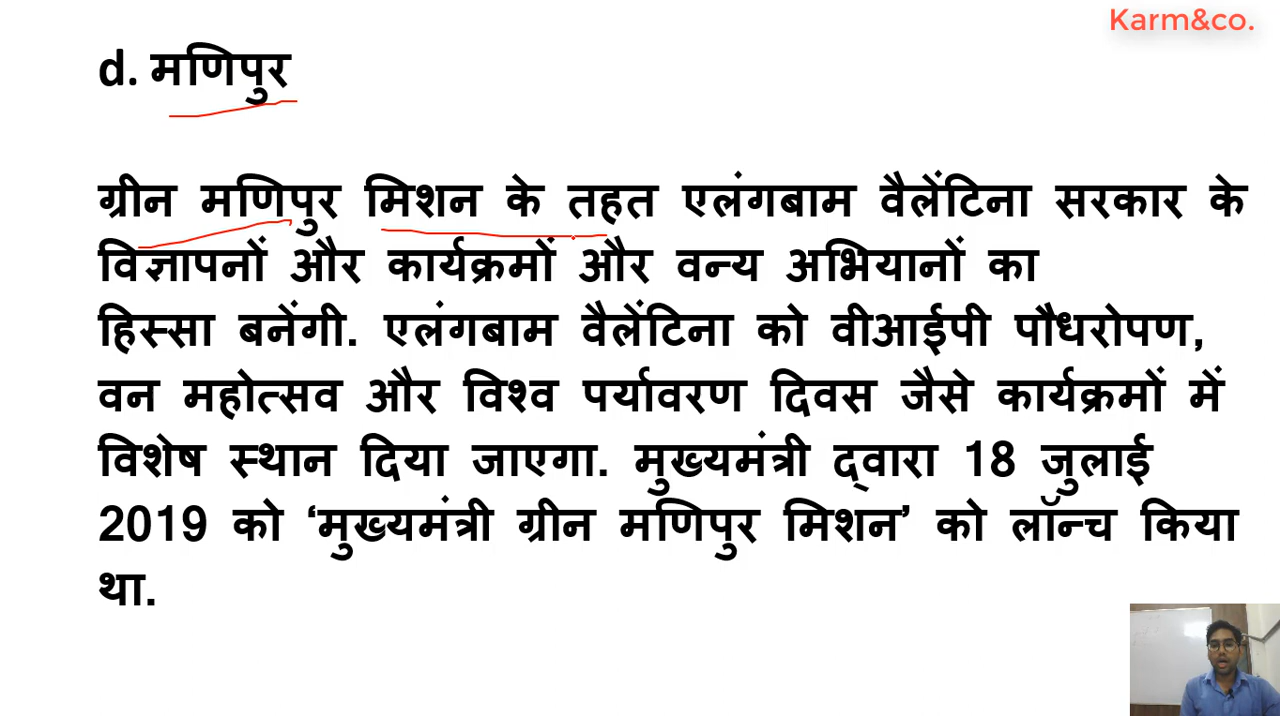 Karm&co.
d. मणिपुर
ग्रीन मणिपुर मिशन के तहत एलंगबाम वैलेंटिना सरकार के
विज्ञापनों और कार्यक्रमों और वन्य अभियानों का
हिस्सा बनेंगी. एलंगबाम वैलेंटिना को वीआईपी पौधरोपण,
वन महोत्सव और विश्व पर्यावरण दिवस जैसे कार्यक्रमों में
विशेष स्थान दिया जाएगा. मुख्यमंत्री द्वारा 18 जुलाई
2019 को ‘मुख्यमंत्री ग्रीन मणिपुर मिशन’ को लॉन्च किया
था.